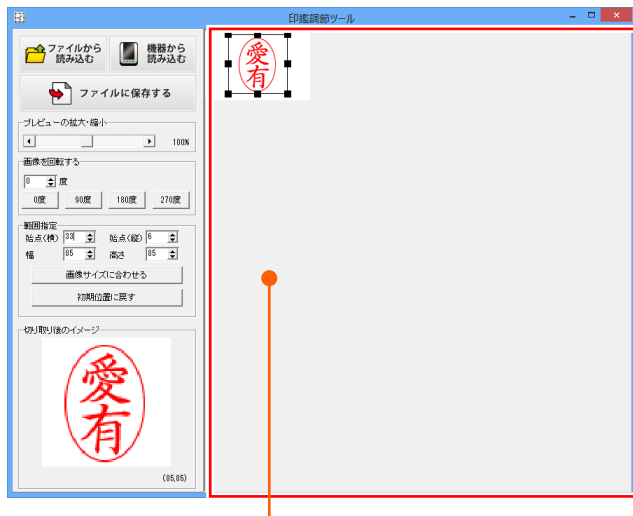 印鑑調節ツール
ファイルから
読み込む
機器から
読み込む
ファイルに保存する
プレビューの拡大・縮小
100%
画像を回転する
0
度
0度
90度
180度
270度
範囲指定
始点(横)
33
始点(縦)
6
幅
85
高さ
85
画像サイズに合わせる
初期位置に戻す
切り取り後のイメージ
愛
有
(85,85)
愛
有